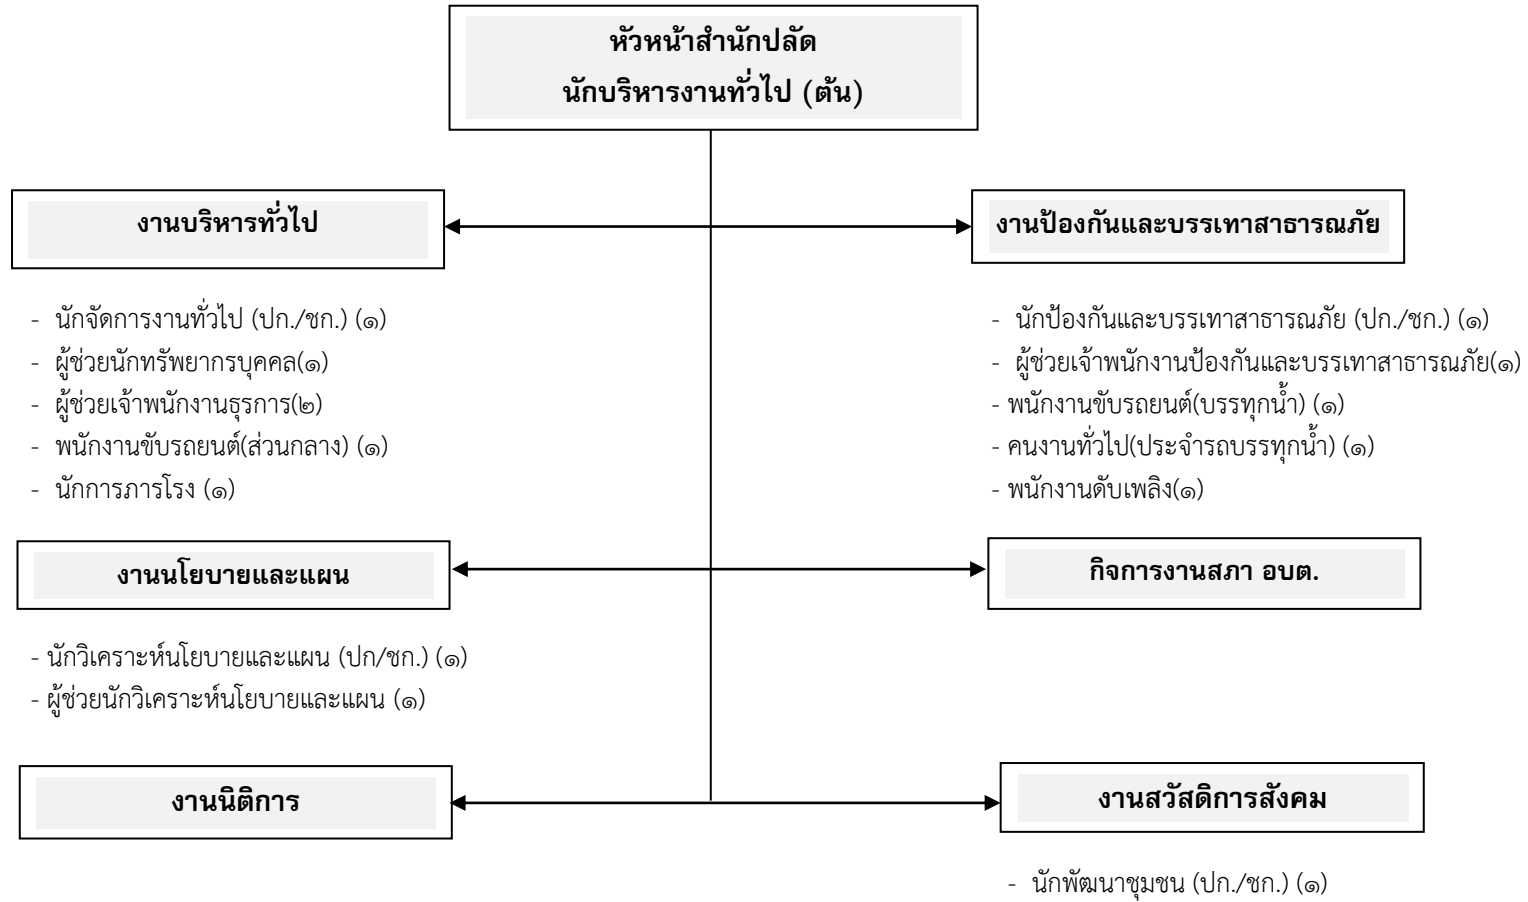 หัวหน้าสำนักปลัด
นักบริหารงานทั่วไป (ต้น)
งานบริหารทั่วไป
- นักจัดการงานทั่วไป (ปก./ชก.) (๑)
- ผู้ช่วยนักทรัพยากรบุคคล(๑)
- ผู้ช่วยเจ้าพนักงานธุรการ(๒)
- พนักงานขับรถยนต์(ส่วนกลาง) (๑)
- นักการภารโรง (๑)
งานป้องกันและบรรเทาสาธารณภัย
- นักป้องกันและบรรเทาสาธารณภัย (ปก./ชก.) (๑)
- ผู้ช่วยเจ้าพนักงานป้องกันและบรรเทาสาธารณภัย(๑)
- พนักงานขับรถยนต์(บรรทุกน้ำ) (๑)
- คนงานทั่วไป(ประจำรถบรรทุกน้ำ) (๑)
- พนักงานดับเพลิง(๑)
งานนโยบายและแผน
- นักวิเคราะห์นโยบายและแผน (ปก/ชก.) (๑)
- ผู้ช่วยนักวิเคราะห์นโยบายและแผน (๑)
กิจการงานสภา อบต.
งานนิติการ
งานสวัสดิการสังคม
- นักพัฒนาชุมชน (ปก./ชก.) (๑)